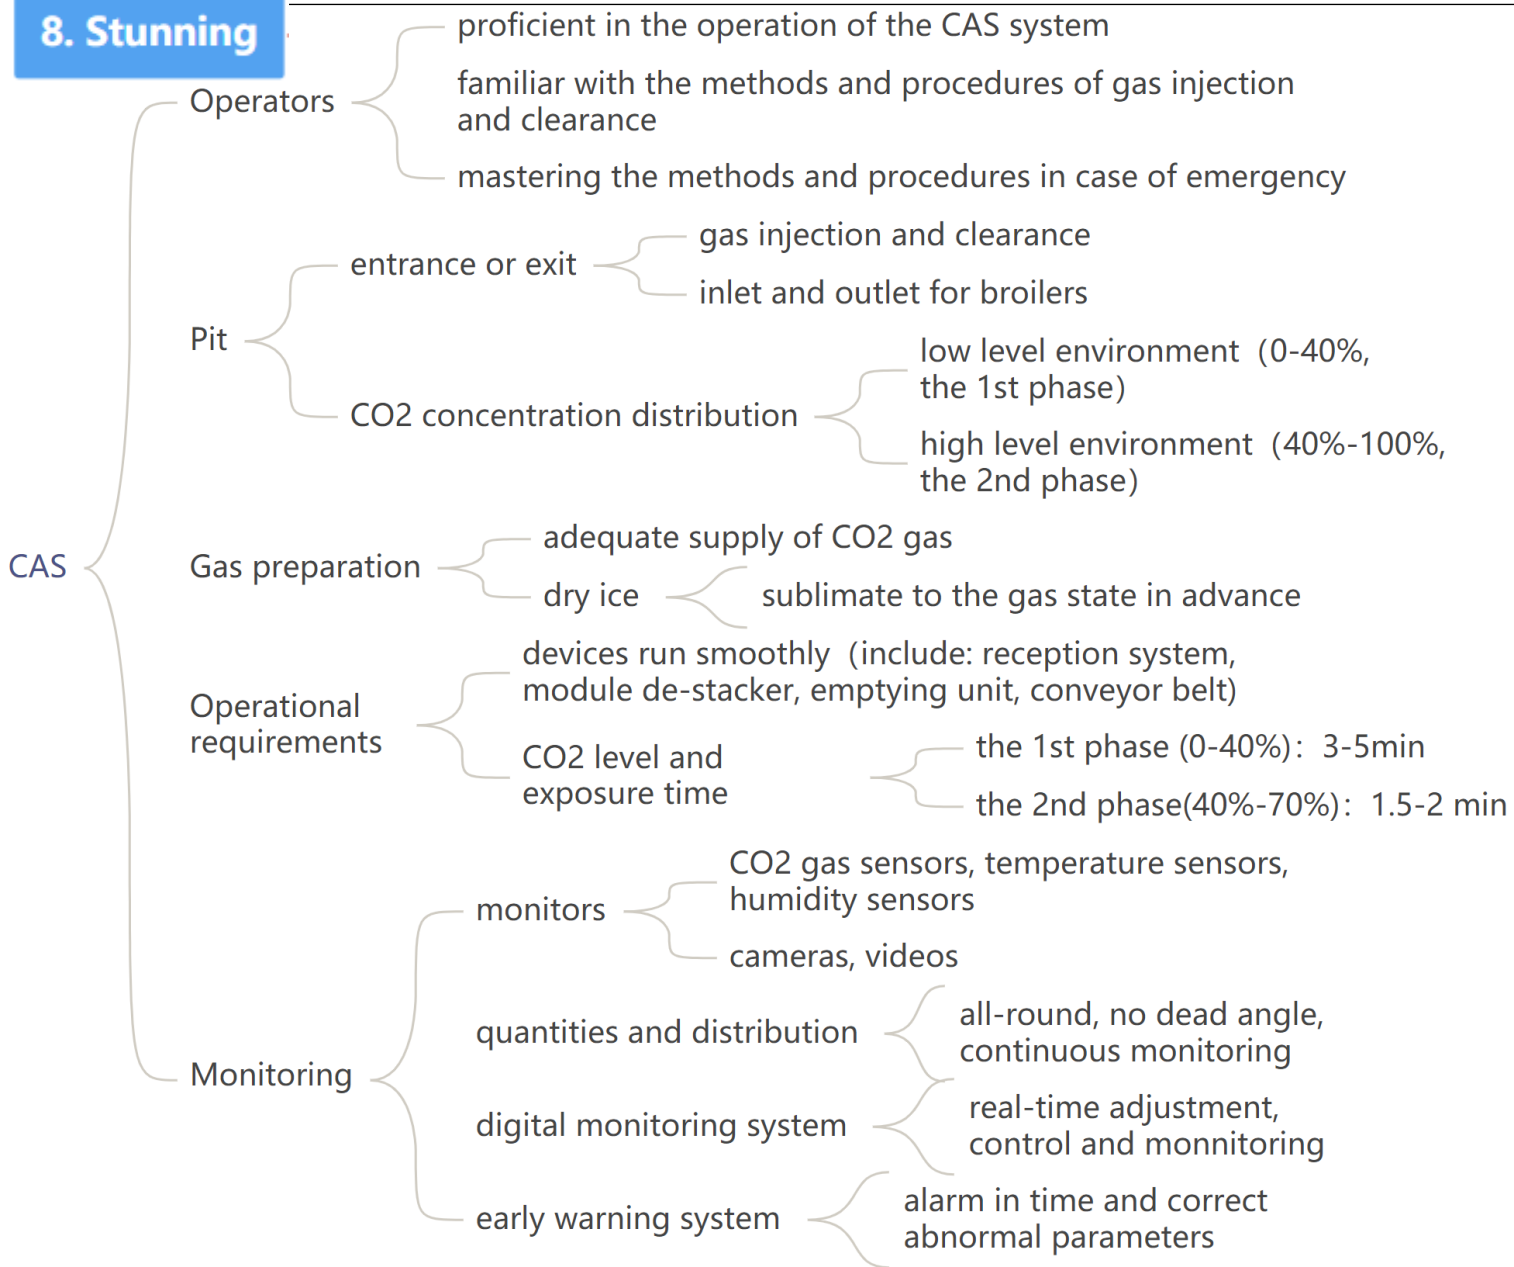 8. Stunning
CAS
Operators
proficient in the operation of the CAS system
familiar with the methods and procedures of gas injection
and clearance
mastering the methods and procedures in case of emergency
Pit
entrance or exit
gas injection and clearance
inlet and outlet for broilers
CO2 concentration distribution
low level environment（0-40%,
the 1st phase）
high level environment（40%-100%,
the 2nd phase）
Gas preparation
adequate supply of CO2 gas
dry ice
sublimate to the gas state in advance
Operational
requirements
devices run smoothly（include: reception system,
module de-stacker, emptying unit, conveyor belt)
CO2 level and
exposure time
the 1st phase (0-40%)：3-5min
the 2nd phase(40%-70%)：1.5-2 min
Monitoring
monitors
CO2 gas sensors, temperature sensors,
humidity sensors
cameras, videos
quantities and distribution
all-round, no dead angle,
continuous monitoring
digital monitoring system
real-time adjustment,
control and monnitoring
early warning system
alarm in time and correct
abnormal parameters